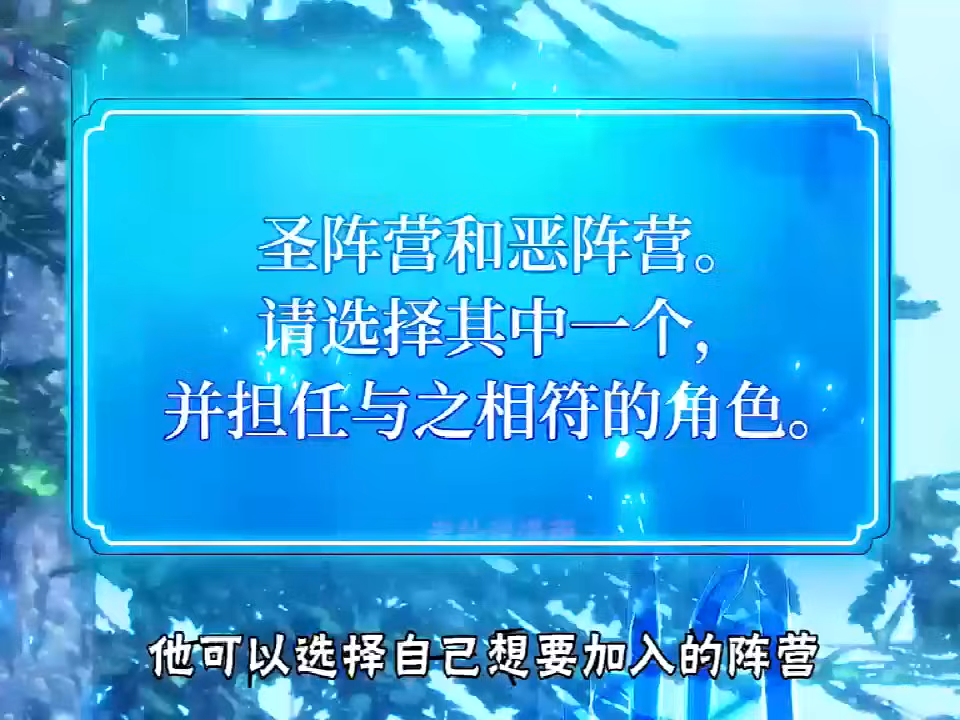 圣阵营和恶阵营。
请选择其中一个，
并担任与之相符的角色。
他可以选择自己想要加入的阵营